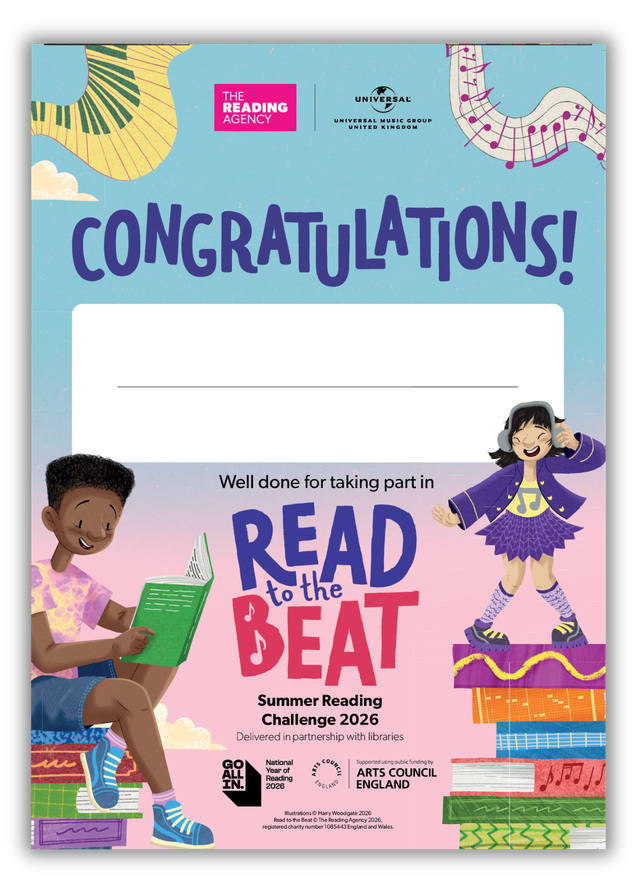 THE
READING
AGENCY
UNIVERSAL
UNIVERSAL MUSIC GROUP
UNITED KINGDOM
CONGRATULATIONS!
Well done for taking part in
READ
to the
BEAT
Summer Reading
Challenge 2026
Delivered in partnership with libraries
GO
ALL
IN.
National
Year of
Reading
2026
ARTS COUNCIL
ENGLAND
Supported using public funding by
ARTS COUNCIL
ENGLAND
Illustrations © Harry Woodgate 2026
Read to the Beat © The Reading Agency 2026,
registered charity number 1085443 England and Wales.